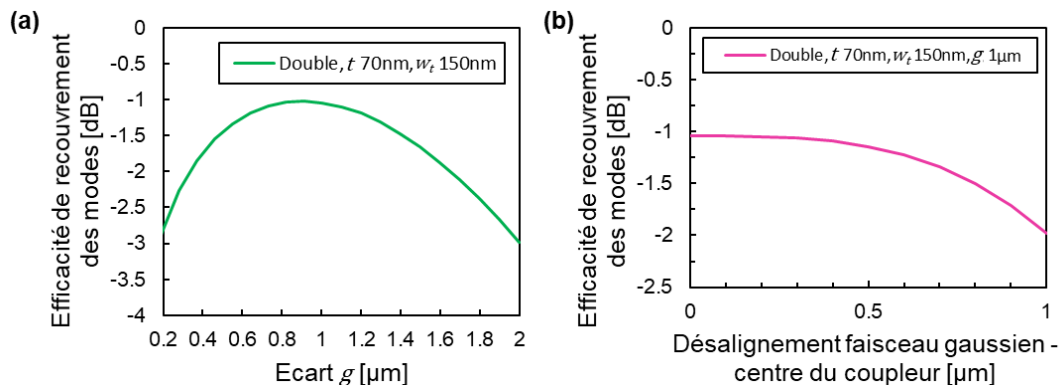 (a)
Efficacité de recouvrement
des modes [dB]
0
-0.5
-1
-1.5
-2
-2.5
-3
-3.5
-4
Double, t 70nm, wt 150nm
0.2 0.4 0.6 0.8 1 1.2 1.4 1.6 1.8 2
Ecart g [µm]
(b)
Efficacité de recouvrement
des modes [dB]
0
-0.5
-1
-1.5
-2
-2.5
Double, t 70nm, wt 150nm, g 1µm
0 0.5 1
Désalignement faisceau gaussien -
centre du coupleur [µm]